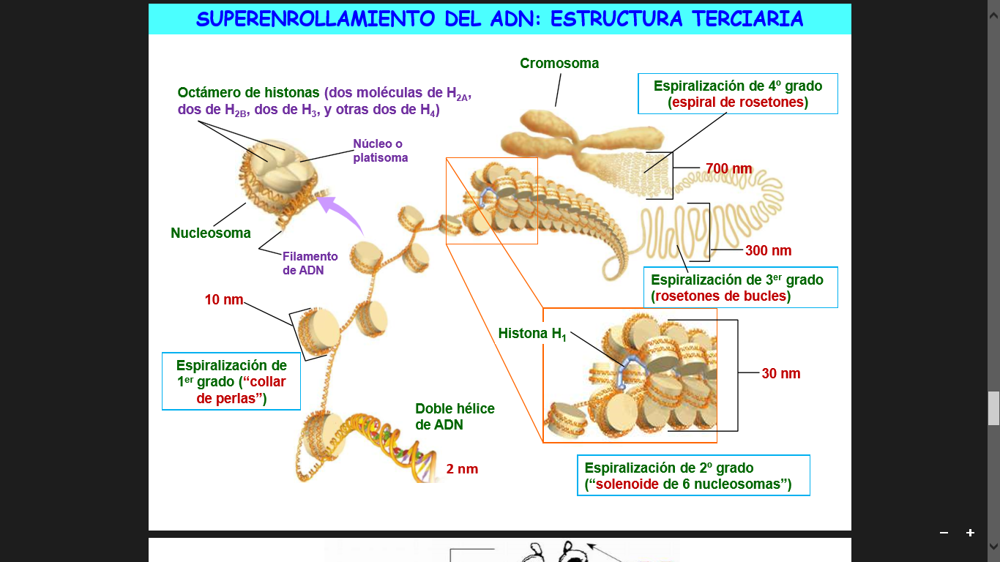 SUPERENROLLAMIENTO DEL ADN: ESTRUCTURA TERCIARIA
Cromosoma
Espiralización de 4º grado
(espiral de rosetones)
Octámero de histonas (dos moléculas de H2A,
dos de H2B, dos de H3, y otras dos de H4)
Núcleo o
platisoma
700 nm
Nucleosoma
Filamento
de ADN
300 nm
Espiralización de 3er grado
(rosetones de bucles)
10 nm
Histona H1
Espiralización de
1er grado (“collar
de perlas”)
30 nm
Doble hélice
de ADN
2 nm
Espiralización de 2º grado
(“solenoide de 6 nucleosomas”)